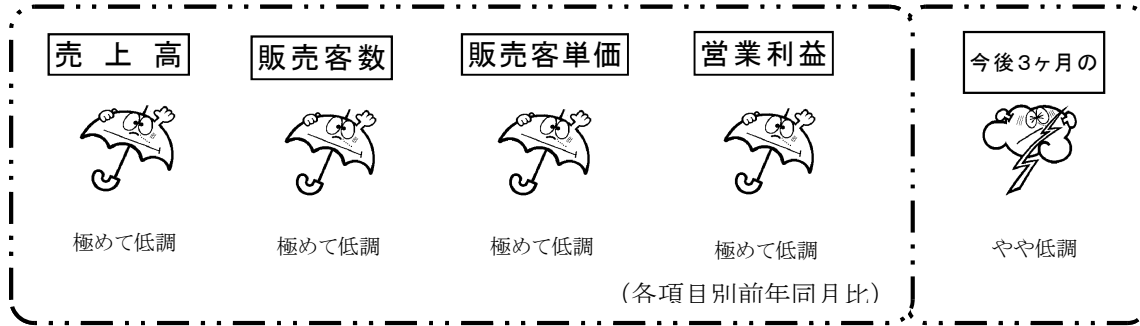 売上高
販売客数
販売客単価
営業利益
今後3ヶ月の
極めて低調
極めて低調
極めて低調
極めて低調
やや低調
（各項目別前年同月比）